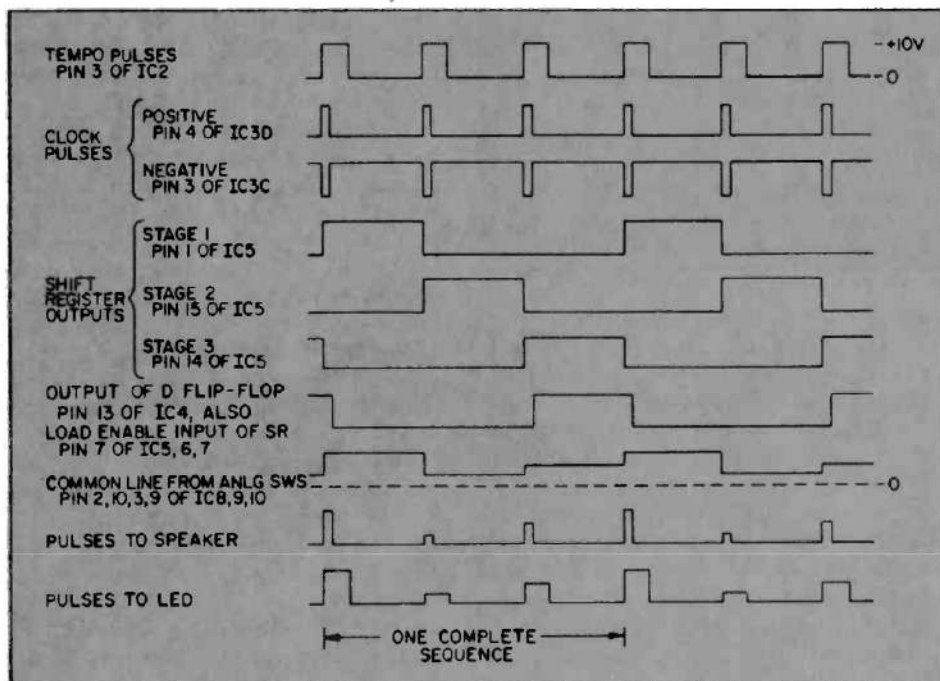 TEMPO PULSES
PIN 3 OF IC2
+10V
0
CLOCK
PULSES
POSITIVE
PIN 4 OF IC3D
NEGATIVE
PIN 3 OF IC3C
SHIFT
REGISTER
OUTPUTS
STAGE 1
PIN 1 OF IC5
STAGE 2
PIN 15 OF IC5
STAGE 3
PIN 14 OF IC5
OUTPUT OF D FLIP-FLOP
PIN 13 OF IC4, ALSO
LOAD ENABLE INPUT OF SR
PIN 7 OF IC5,6,7
COMMON LINE FROM ANLG SWS
PIN 2,10,3,9 OF IC8,9,10
0
PULSES TO SPEAKER
PULSES TO LED
ONE COMPLETE
SEQUENCE